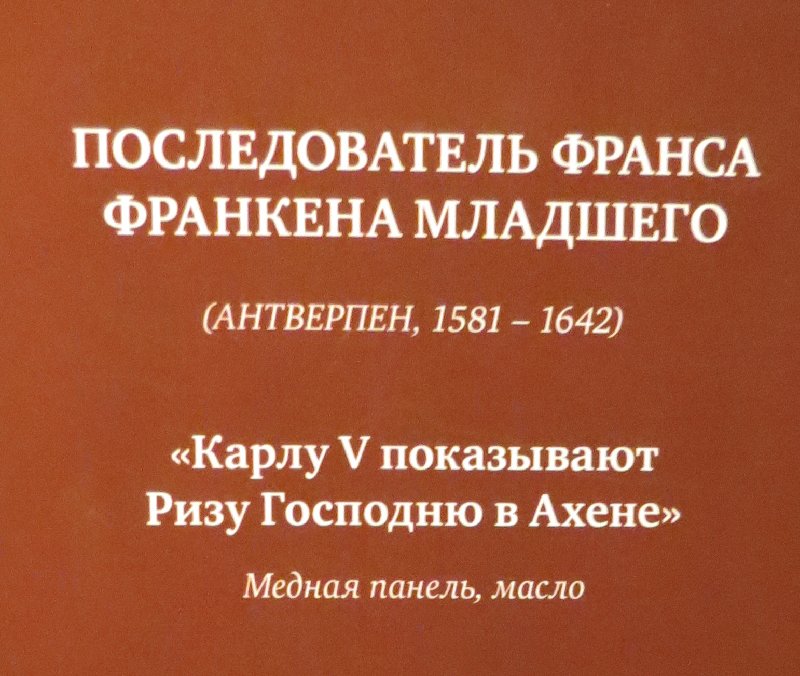 ПОСЛЕДОВАТЕЛЬ ФРАНСА
ФРАНКЕНА МЛАДШЕГО
(АНТВЕРПЕН, 1581 – 1642)
«Карлу V показывают
Ризу Господню в Ахене»
Медная панель, масло